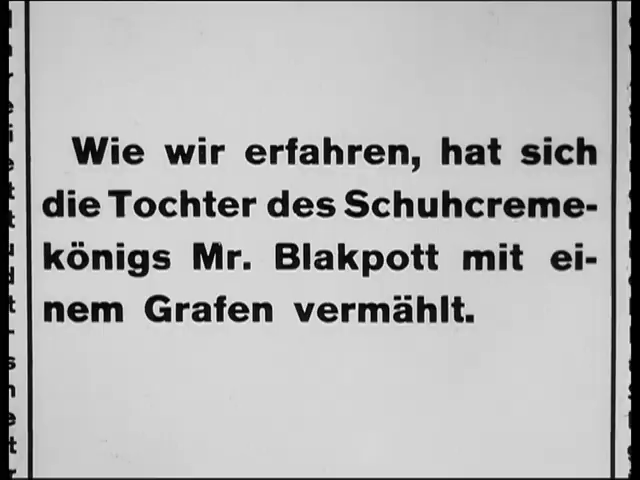 Wie wir erfahren, hat sich
die Tochter des Schuhcreme-
königs Mr. Blakpott mit ei-
nem Grafen vermählt.